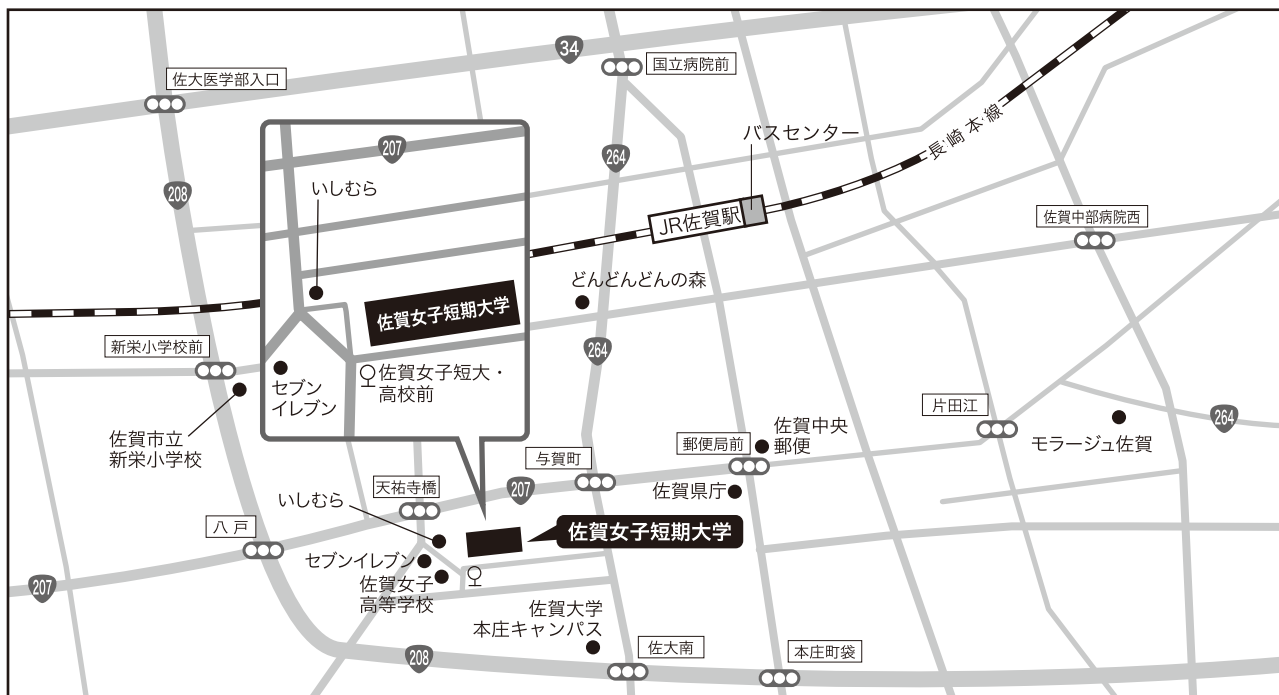 34
国立病院前
佐大医学部入口
207
バスセンター
長崎本線
264
208
いしむら
JR佐賀駅
佐賀中部病院西
どんどんどんの森
佐賀女子短期大学
新栄小学校前
264
セブン
イレブン
佐賀女子短大・
高校前
佐賀市立
新栄小学校
片田江
264
モラージュ佐賀
佐賀中央
郵便
郵便局前
与賀町
天祐寺橋
207
佐賀県庁
いしむら
八戸
佐賀女子短期大学
セブンイレブン
佐賀女子
高等学校
207
佐賀大学
本庄キャンパス
208
佐大南
本庄町袋